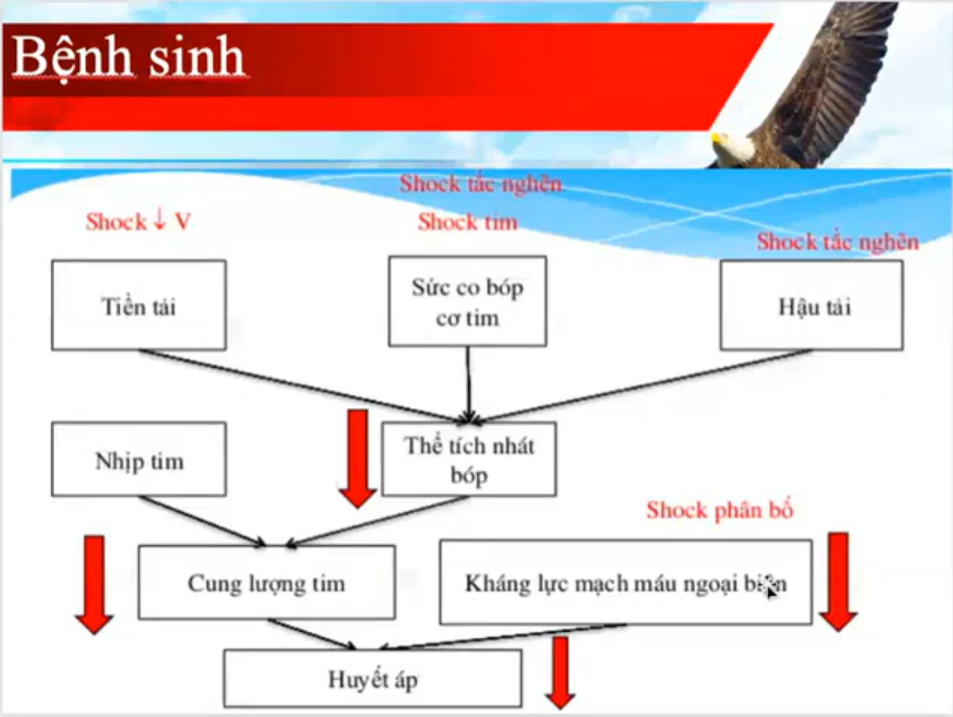 Bệnh sinh
Shock tắc nghẽn
Shock ↓ V
Shock tim
Shock tắc nghẽn
Tiền tải
Sức co bóp
cơ tim
Hậu tải
Nhịp tim
Thể tích nhát
bóp
Shock phân bố
Cung lượng tim
Kháng lực mạch máu ngoại biên
Huyết áp